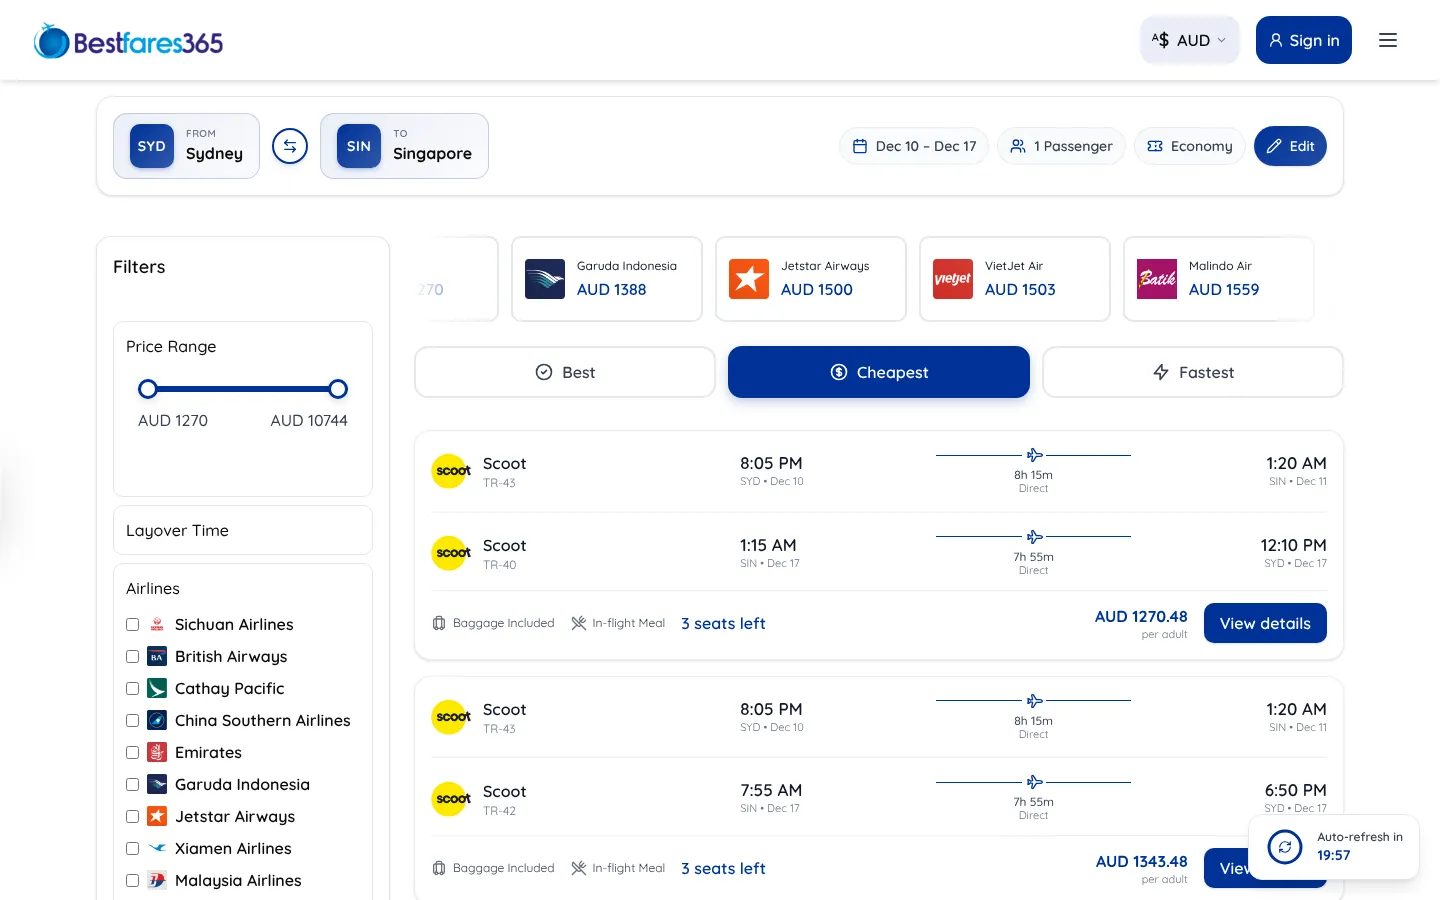 Bestfares365
A$ AUD
Sign in
SYD
FROM
Sydney
SIN
TO
Singapore
Dec 10 – Dec 17
1 Passenger
Economy
Edit
Filters
Price Range
AUD 1270
AUD 10744
Layover Time
Airlines
Sichuan Airlines
BA British Airways
Cathay Pacific
China Southern Airlines
Emirates
Garuda Indonesia
Jetstar Airways
Xiamen Airlines
Malaysia Airlines
270
Garuda Indonesia
AUD 1388
Jetstar Airways
AUD 1500
vietjet
VietJet Air
AUD 1503
Batik
Malindo Air
AUD 1559
Best
Cheapest
Fastest
scoot
Scoot
TR-43
8:05 PM
SYD • Dec 10
8h 15m
Direct
1:20 AM
SIN • Dec 11
scoot
Scoot
TR-40
1:15 AM
SIN • Dec 17
7h 55m
Direct
12:10 PM
SYD • Dec 17
Baggage Included
In-flight Meal
3 seats left
AUD 1270.48
per adult
View details
scoot
Scoot
TR-43
8:05 PM
SYD • Dec 10
8h 15m
Direct
1:20 AM
SIN • Dec 11
scoot
Scoot
TR-42
7:55 AM
SIN • Dec 17
7h 55m
Direct
6:50 PM
SYD • Dec 17
Baggage Included
In-flight Meal
3 seats left
AUD 1343.48
per adult
View
Auto-refresh in
19:57